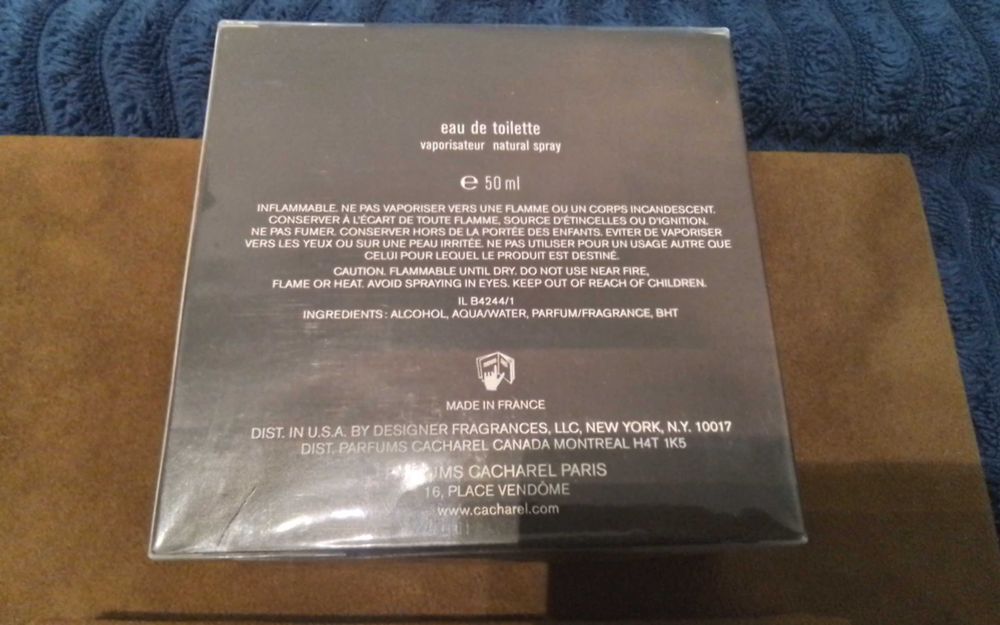 eau de toilette
vaporisateur natural spray
℮ 50 ml
INFLAMMABLE. NE PAS VAPORISER VERS UNE FLAMME OU UN CORPS INCANDESCENT.
CONSERVER À L'ÉCART DE TOUTE FLAMME, SOURCE D'ÉTINCELLES OU D'IGNITION.
NE PAS FUMER. CONSERVER HORS DE LA PORTÉE DES ENFANTS. EVITER DE VAPORISER
VERS LES YEUX OU SUR UNE PEAU IRRITÉE. NE PAS UTILISER POUR UN USAGE AUTRE QUE
CELUI POUR LEQUEL LE PRODUIT EST DESTINÉ.
CAUTION. FLAMMABLE UNTIL DRY. DO NOT USE NEAR FIRE,
FLAME OR HEAT. AVOID SPRAYING IN EYES. KEEP OUT OF REACH OF CHILDREN.
IL B4244/1
INGREDIENTS: ALCOHOL, AQUA/WATER, PARFUM/FRAGRANCE, BHT
MADE IN FRANCE
DIST. IN U.S.A. BY DESIGNER FRAGRANCES, LLC, NEW YORK, N.Y. 10017
DIST. PARFUMS CACHAREL CANADA MONTREAL H4T 1K5
CACHAREL PARIS
16, PLACE VENDÔME
www.cacharel.com